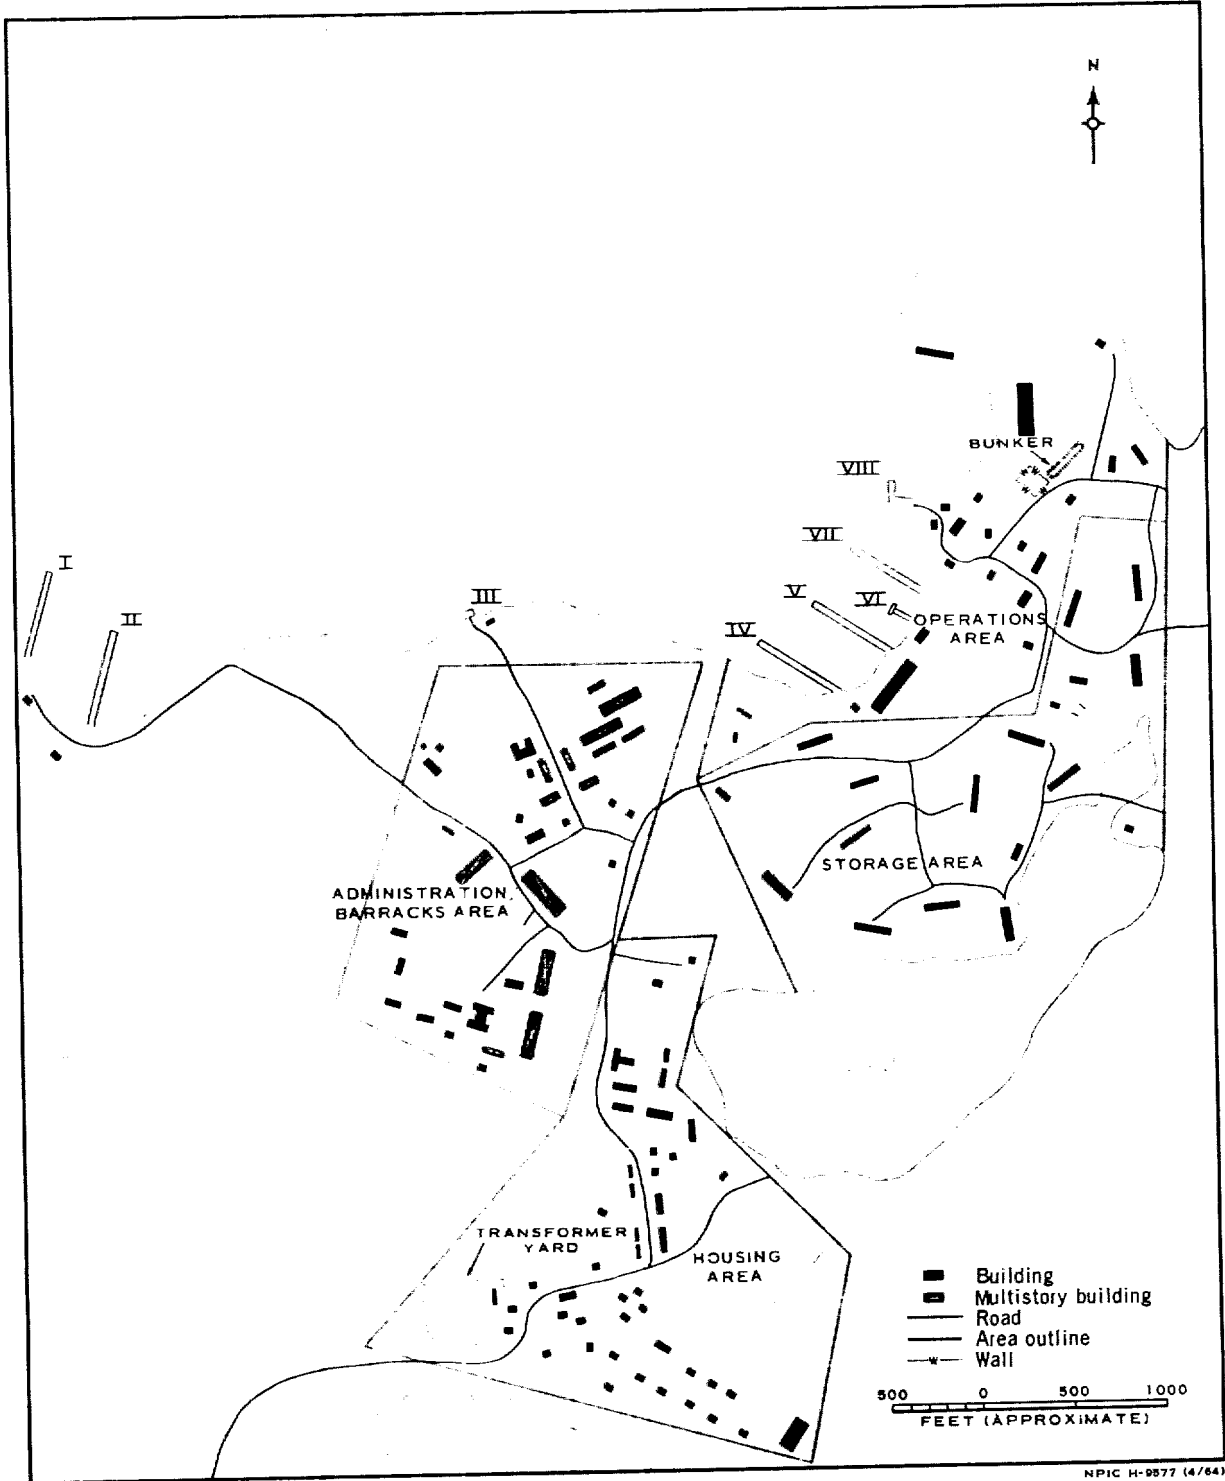 N
BUNKER
VIII
VII
I
II
III
V
VI
IV
OPERATIONS
AREA
STORAGE AREA
ADMINISTRATION
BARRACKS AREA
TRANSFORMER
YARD
HOUSING
AREA
Building
Multistory building
Road
Area outline
Wall
500 0 500 1000
FEET (APPROXIMATE)
NPIC H-9577 (4/64)